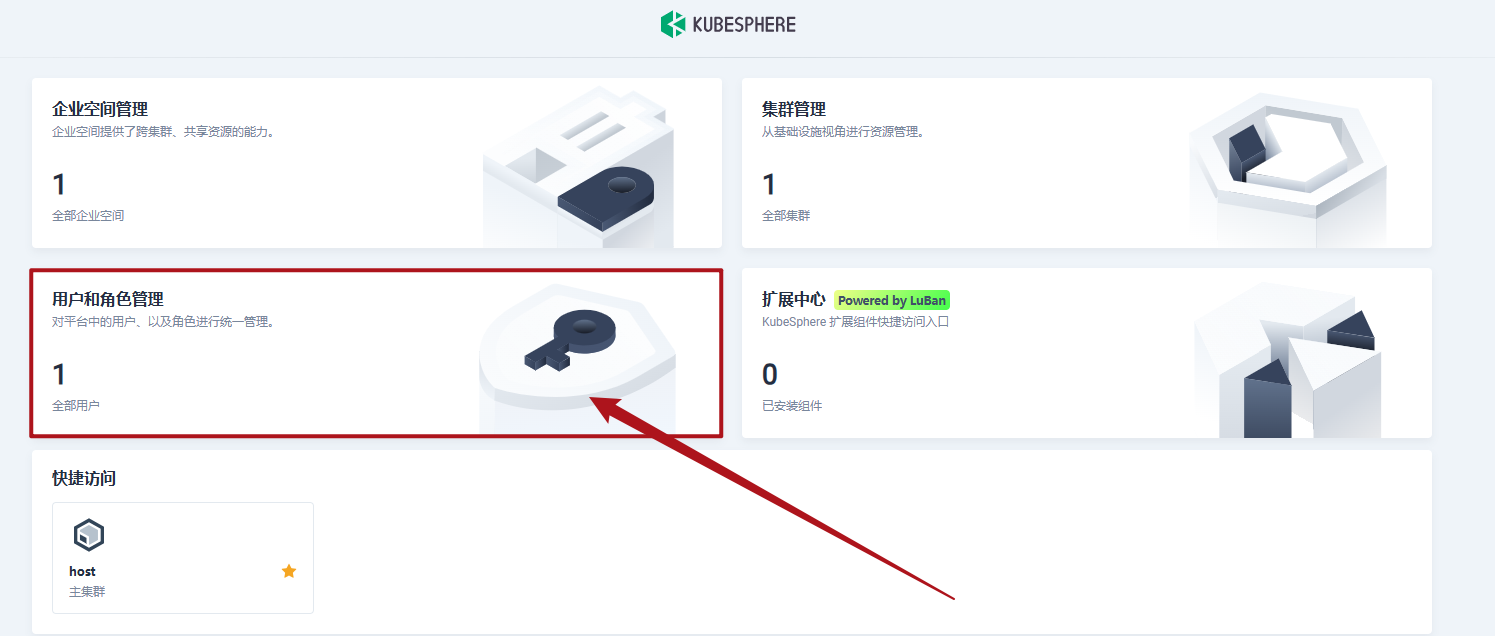 KUBESPHERE
企业空间管理
企业空间提供了跨集群、共享资源的能力。
1
全部企业空间
集群管理
从基础设施视角进行资源管理。
1
全部集群
用户和角色管理
对平台中的用户、以及角色进行统一管理。
1
全部用户
扩展中心 Powered by LuBan
KubeSphere 扩展组件快捷访问入口
0
已安装组件
快捷访问
host
主集群